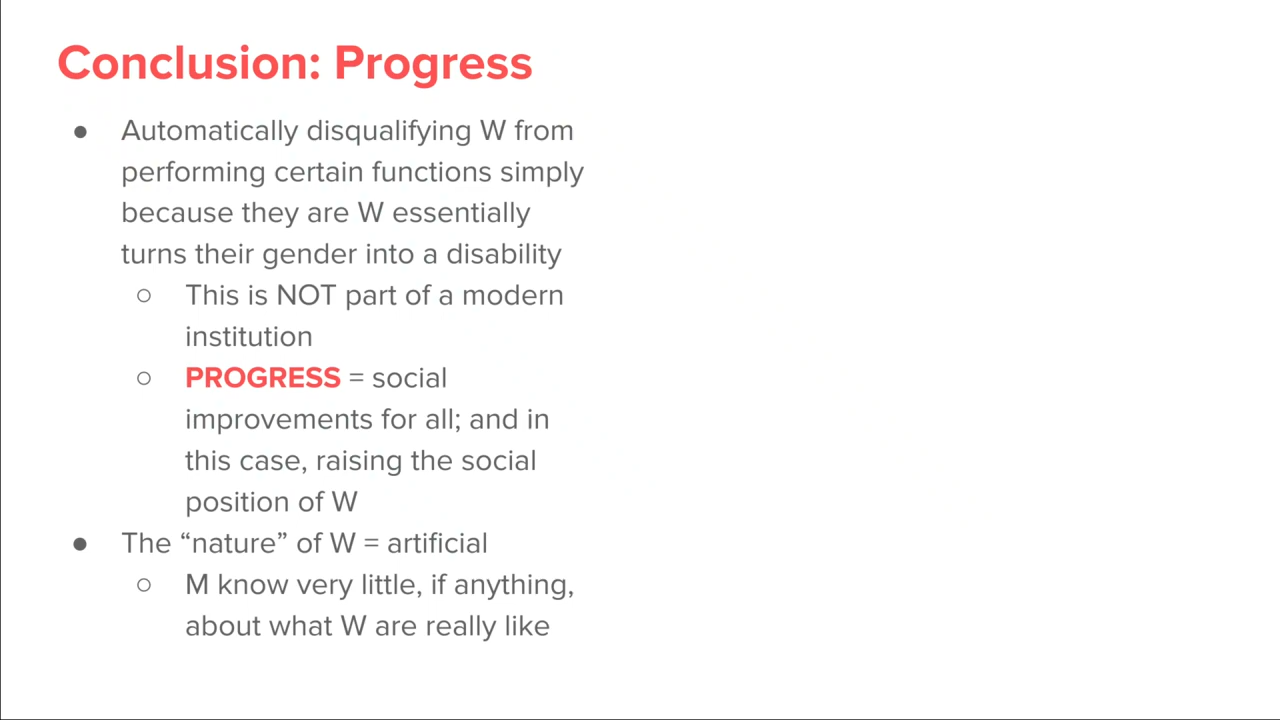 Conclusion: Progress
● Automatically disqualifying W from
performing certain functions simply
because they are W essentially
turns their gender into a disability
○ This is NOT part of a modern
institution
○ PROGRESS = social
improvements for all; and in
this case, raising the social
position of W
● The “nature” of W = artificial
○ M know very little, if anything,
about what W are really like